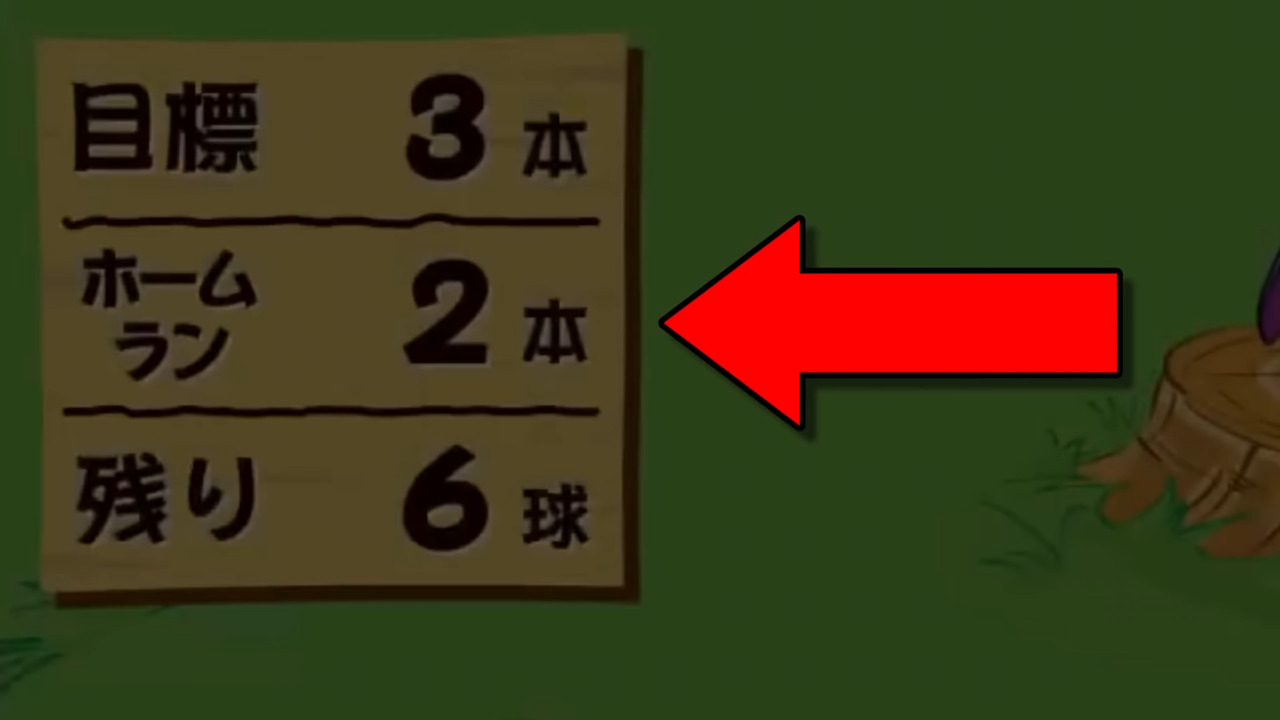 目標 3 本
ホーム
ラン 2 本
残り 6 球